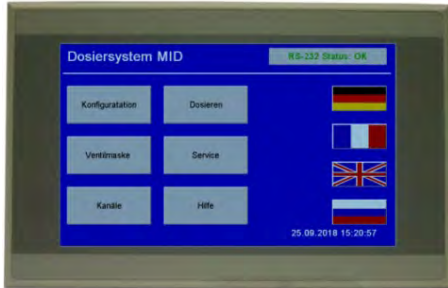 Dosiersystem MID
RS-232 Status: OK
Konfiguratation
Dosieren
Ventilmaske
Service
Kanäle
Hilfe
25.09.2018 15:20:57